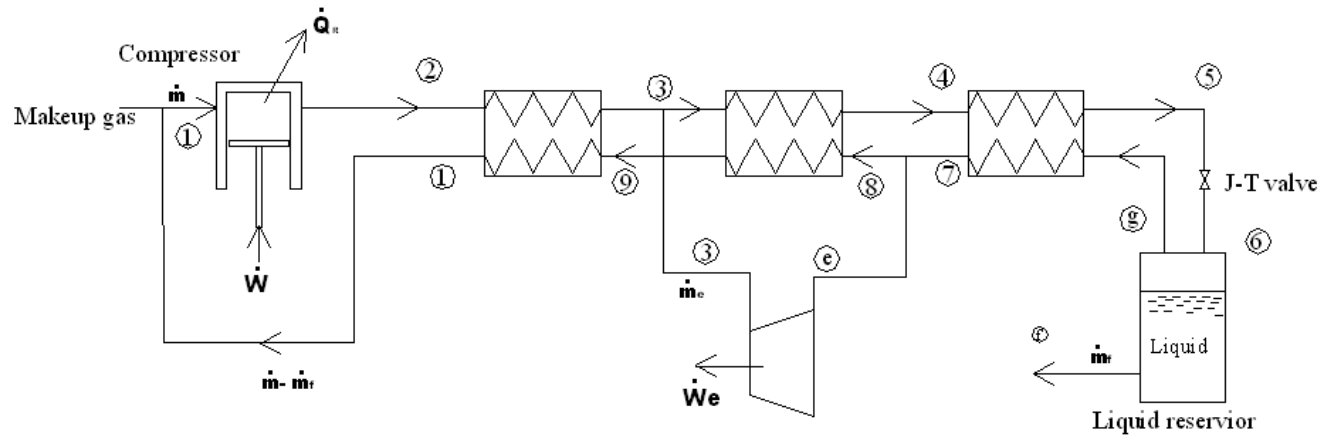 Q̇ʀ
Compressor
②
③
④
⑤
ṁ
Makeup gas
①
①
⑨
⑧
⑦
J-T valve
g
⑥
Ẇ
③
e
ṁe
f
Liquid
ṁf
ṁ- ṁf
Ẇe
Liquid reservior